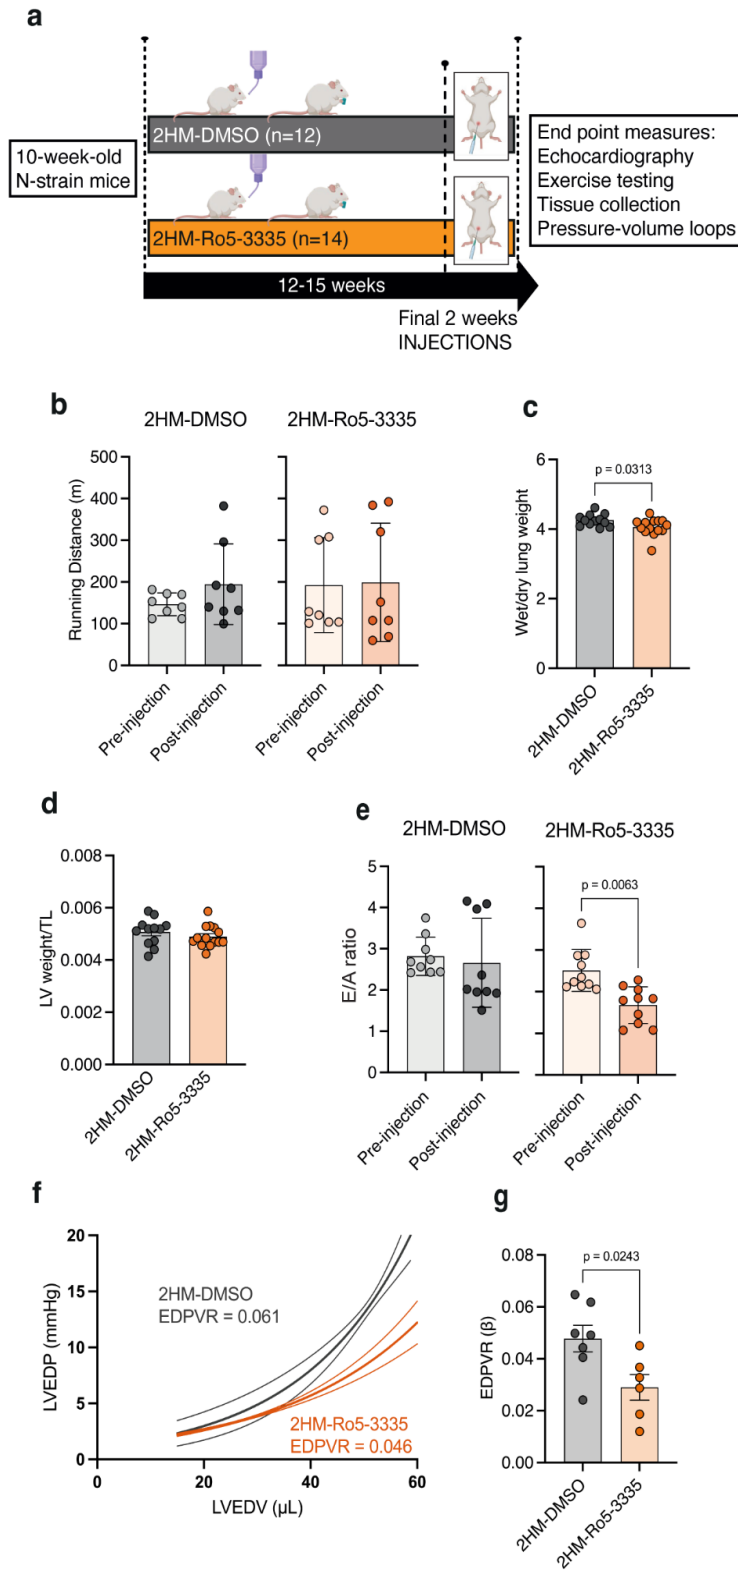 a
10-week-old
N-strain mice
2HM-DMSO (n=12)
2HM-Ro5-3335 (n=14)
12-15 weeks
Final 2 weeks
INJECTIONS
End point measures:
Echocardiography
Exercise testing
Tissue collection
Pressure-volume loops
b
2HM-DMSO
2HM-Ro5-3335
Running Distance (m)
500
400
300
200
100
0
Pre-injection
Post-injection
Pre-injection
Post-injection
c
p = 0.0313
Wet/dry lung weight
6
4
2
0
2HM-DMSO
2HM-Ro5-3335
d
LV weight/TL
0.008
0.006
0.004
0.002
0.000
2HM-DMSO
2HM-Ro5-3335
e
2HM-DMSO
2HM-Ro5-3335
E/A ratio
5
4
3
2
1
0
p = 0.0063
Pre-injection
Post-injection
Pre-injection
Post-injection
f
LVEDP (mmHg)
20
15
10
5
0
2HM-DMSO
EDPVR = 0.061
2HM-Ro5-3335
EDPVR = 0.046
0
20
40
60
LVEDV (µL)
g
p = 0.0243
EDPVR (β)
0.08
0.06
0.04
0.02
0.00
2HM-DMSO
2HM-Ro5-3335